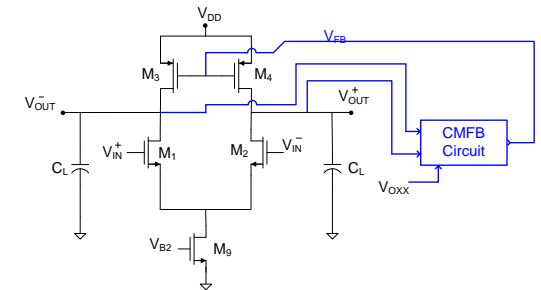 VDD
VFB
M3
M4
V−OUT
V+OUT
V+IN
M1
M2
V−IN
CMFB
Circuit
CL
CL
VOXX
VB2
M9